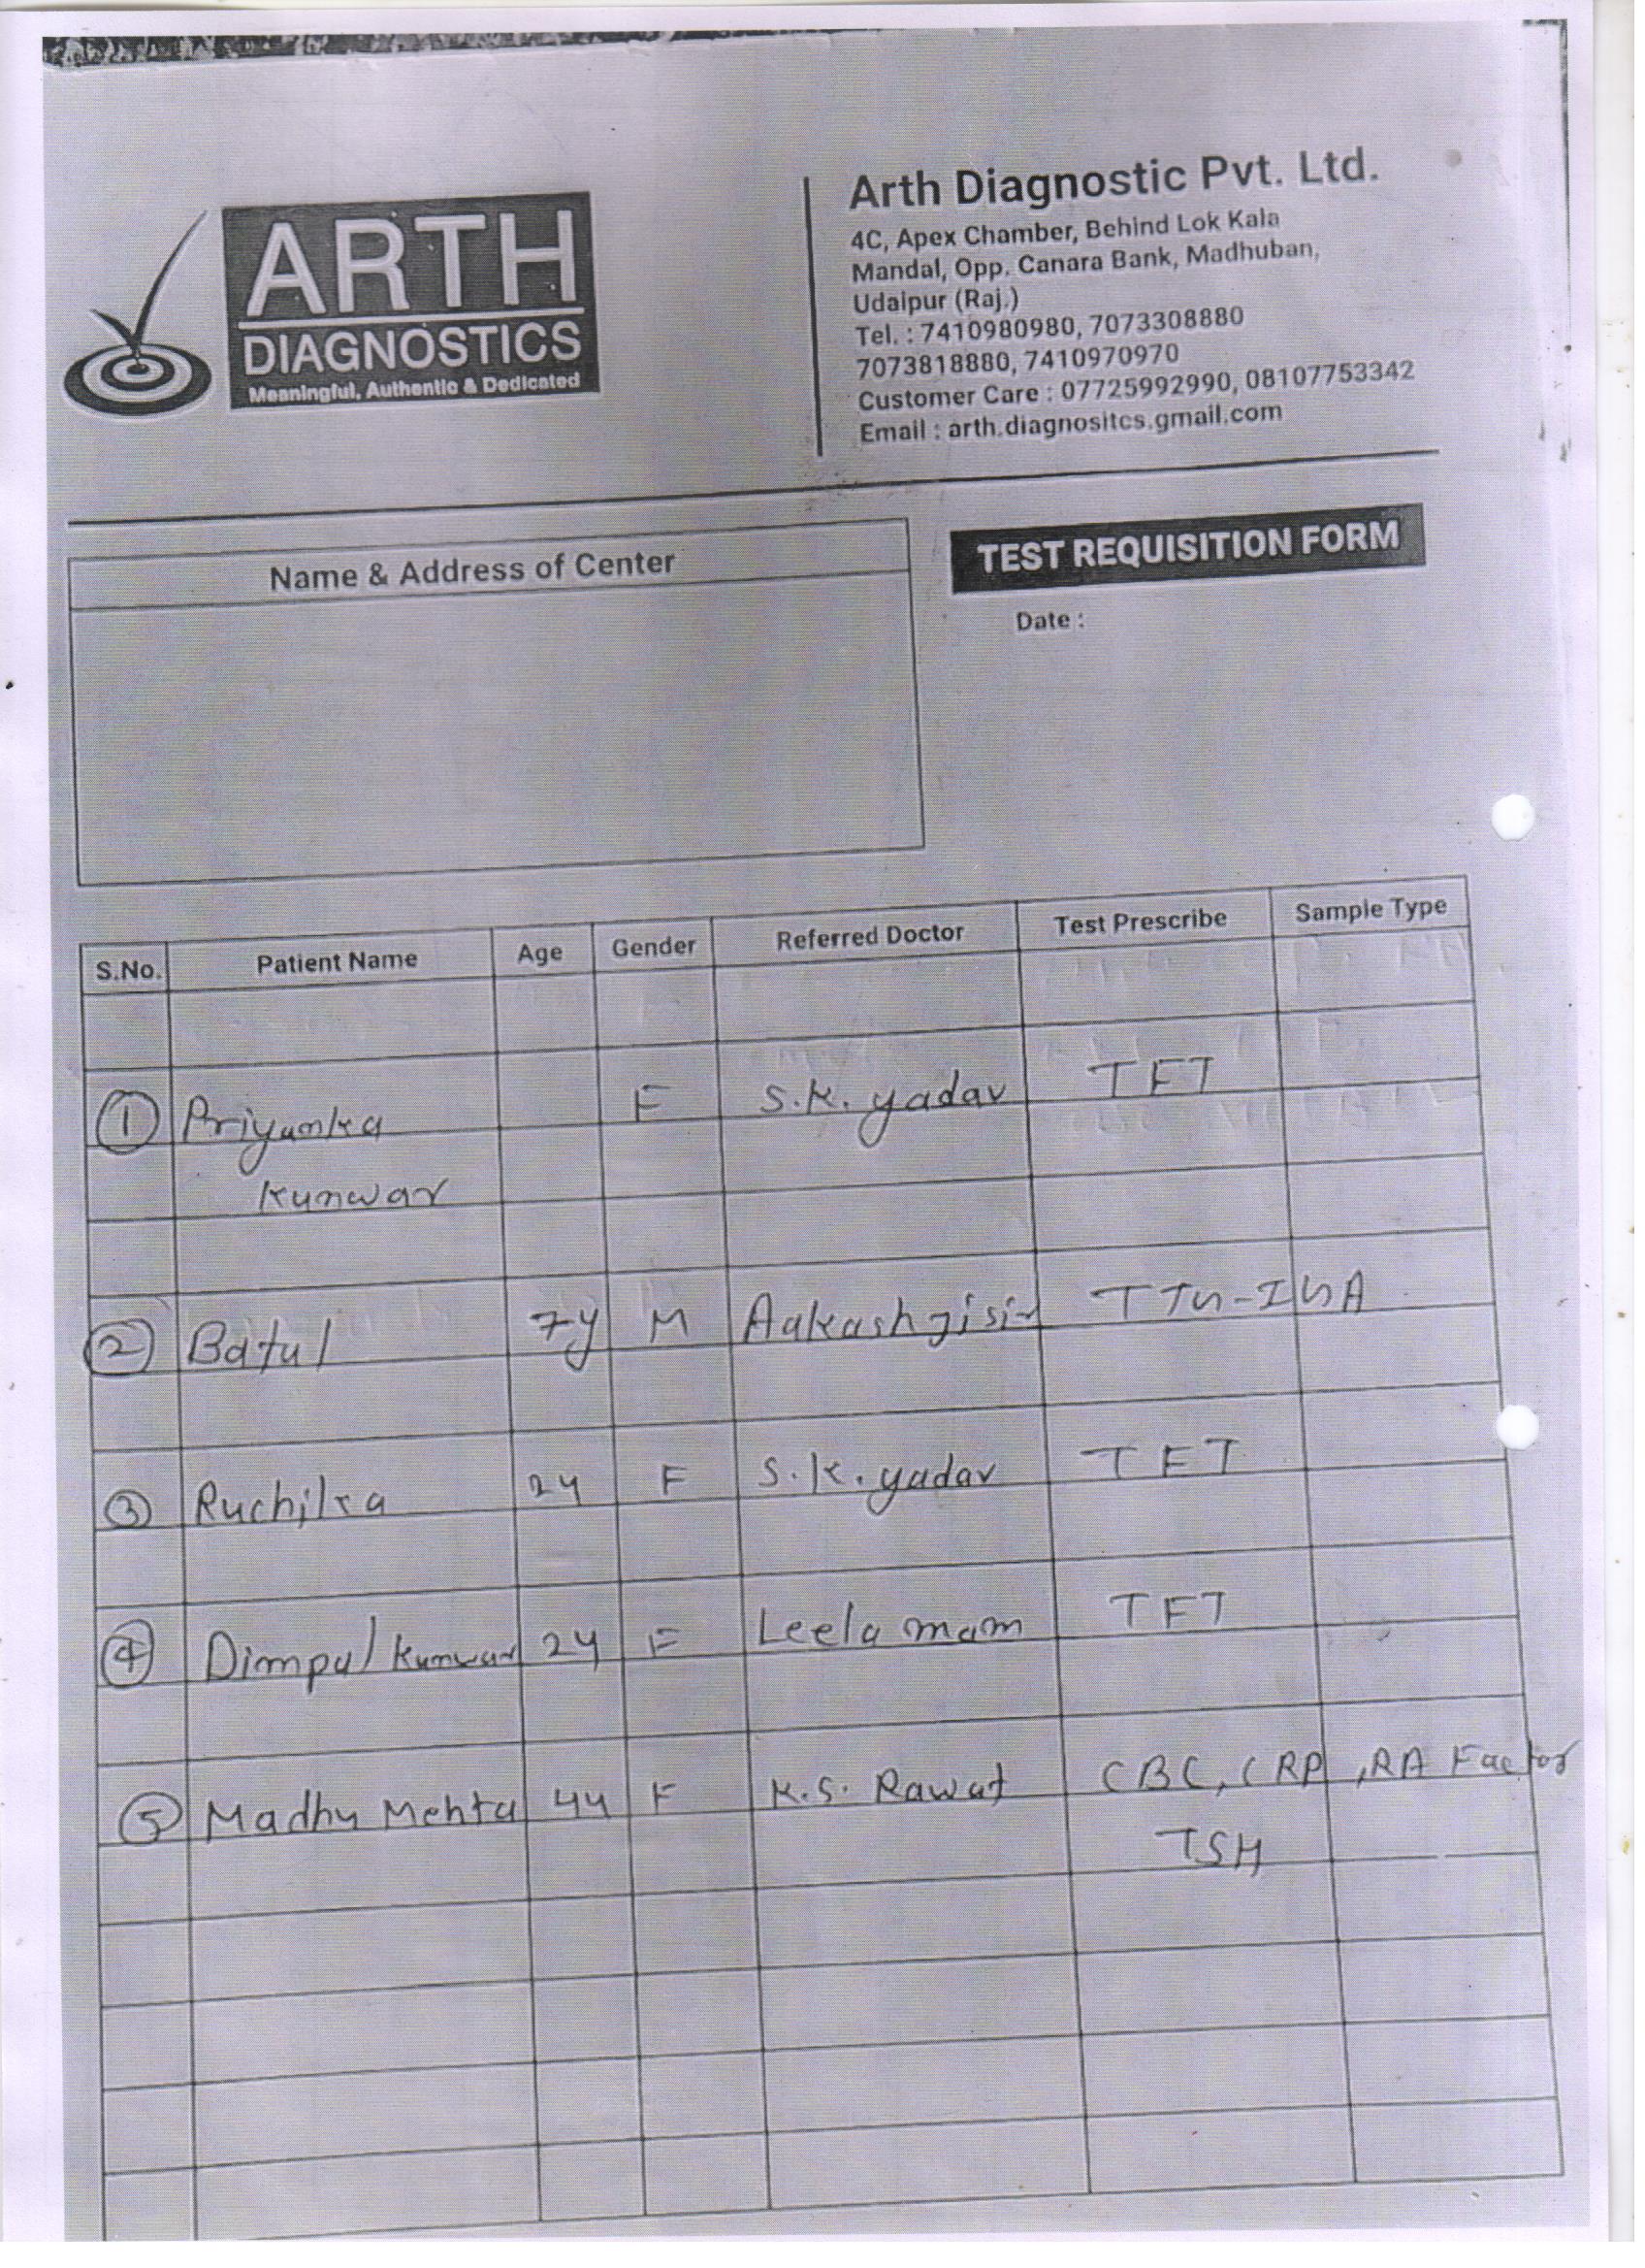 ARTH
DIAGNOSTICS
Meaningful, Authentic & Dedicated
Arth Diagnostic Pvt. Ltd.
4C, Apex Chamber, Behind Lok Kala
Mandal, Opp. Canara Bank, Madhuban,
Udaipur (Raj.)
Tel. : 7410980980, 7073308880
7073818880, 7410970970
Customer Care : 07725992990, 08107753342
Email : arth.diagnositcs.gmail.com
Name & Address of Center
TEST REQUISITION FORM
Date :
S.No. Patient Name Age Gender Referred Doctor Test Prescribe Sample Type
1 Priyanka F S.K. yadav TFT
Kunwar
2 Batul 7y M Aakash ji TTG-IGA
3 Ruchika 24 F S.K. yadav TFT
4 Dimpul Kunwar 24 F Leela mam TFT
5 Madhu Mehta 44 F K.S. Rawat CBC, CRP, RA Factor
TSH